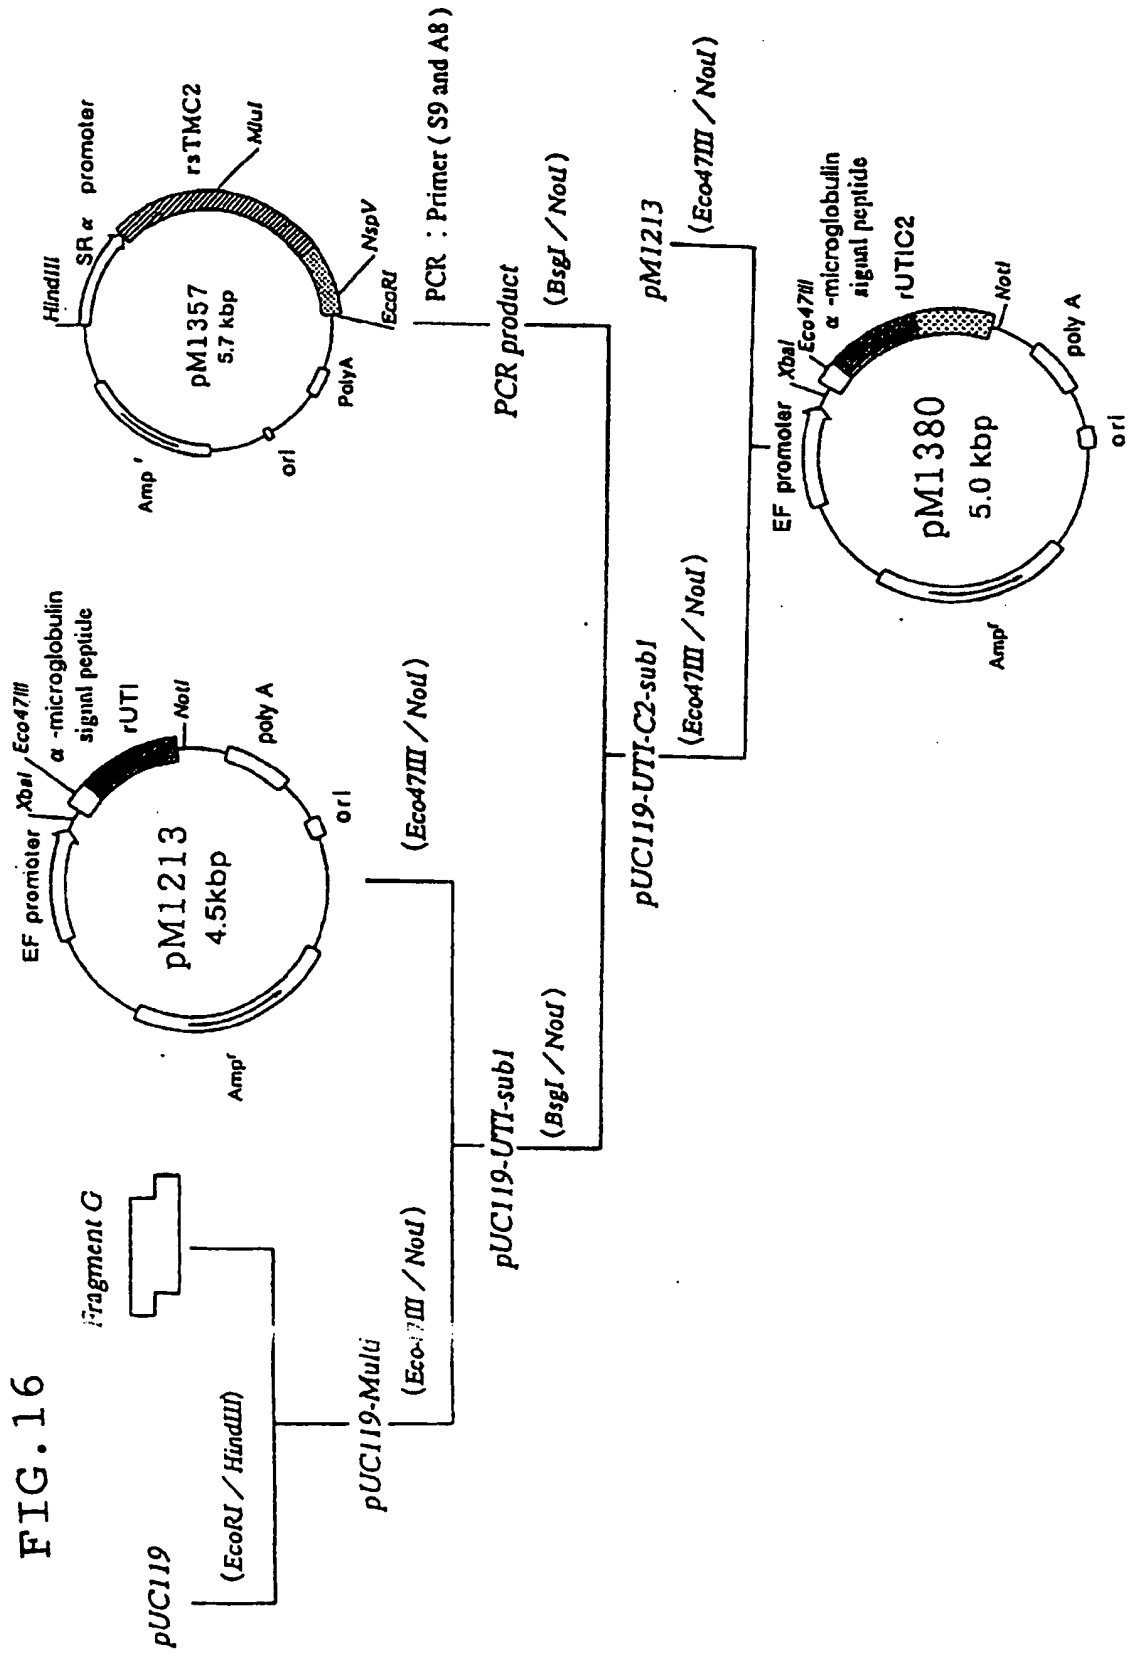 FIG.16
pUC119
(EcoRI/HindIII)
Fragment G
pUC119-Multi
(Eco47III/NotI)
EF promoter
XbaI
Eco47III
α-microglobulin
signal peptide
rUTI
NotI
poly A
ori
Amp^r
pM1213
4.5kbp
(Eco47III/NotI)
pUC119-UTI-sub1
(BsgI/NotI)
HindIII
SRα promoter
rsTMC2
MluI
NspV
EcoRI
PolyA
ori
Amp^r
pM1357
5.7 kbp
PCR : Primer (S9 and A8)
PCR product
(BsgI/NotI)
pUC119-UTI-C2-sub1
(Eco47III/NotI)
pM1213
(Eco47III/NotI)
EF promoter
XbaI
Eco47III
α-microglobulin
signal peptide
rUTIC2
NotI
poly A
ori
Amp^r
pM1380
5.0 kbp